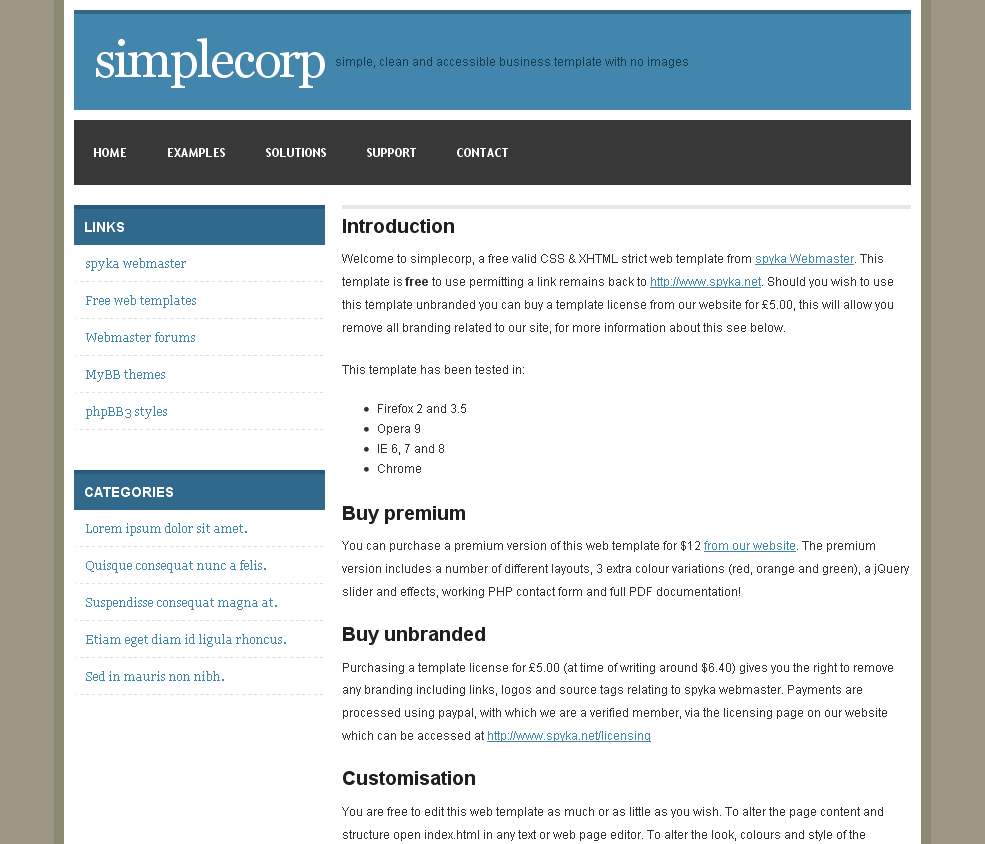 simplecorp simple, clean and accessible business template with no images
HOME EXAMPLES SOLUTIONS SUPPORT CONTACT
LINKS
spyka webmaster
Free web templates
Webmaster forums
MyBB themes
phpBB3 styles
CATEGORIES
Lorem ipsum dolor sit amet.
Quisque consequat nunc a felis.
Suspendisse consequat magna at.
Etiam eget diam id ligula rhoncus.
Sed in mauris non nibh.
Introduction
Welcome to simplecorp, a free valid CSS & XHTML strict web template from spyka Webmaster. This
template is free to use permitting a link remains back to http://www.spyka.net. Should you wish to use
this template unbranded you can buy a template license from our website for £5.00, this will allow you
remove all branding related to our site, for more information about this see below.
This template has been tested in:
• Firefox 2 and 3.5
• Opera 9
• IE 6, 7 and 8
• Chrome
Buy premium
You can purchase a premium version of this web template for $12 from our website. The premium
version includes a number of different layouts, 3 extra colour variations (red, orange and green), a jQuery
slider and effects, working PHP contact form and full PDF documentation!
Buy unbranded
Purchasing a template license for £5.00 (at time of writing around $6.40) gives you the right to remove
any branding including links, logos and source tags relating to spyka webmaster. Payments are
processed using paypal, with which we are a verified member, via the licensing page on our website
which can be accessed at http://www.spyka.net/licensing
Customisation
You are free to edit this web template as much or as little as you wish. To alter the page content and
structure open index.html in any text or web page editor. To alter the look, colours and style of the